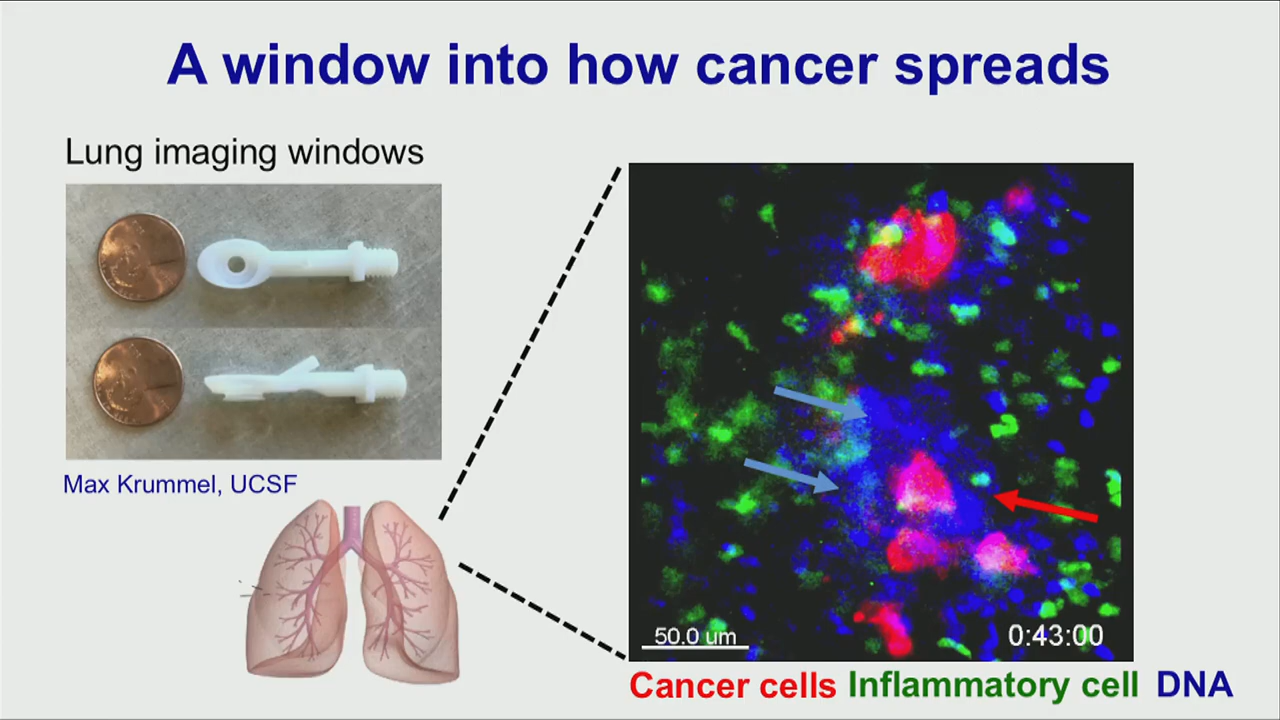 A window into how cancer spreads
Lung imaging windows
Max Krummel, UCSF
50.0 um
0:43:00
Cancer cells Inflammatory cell DNA